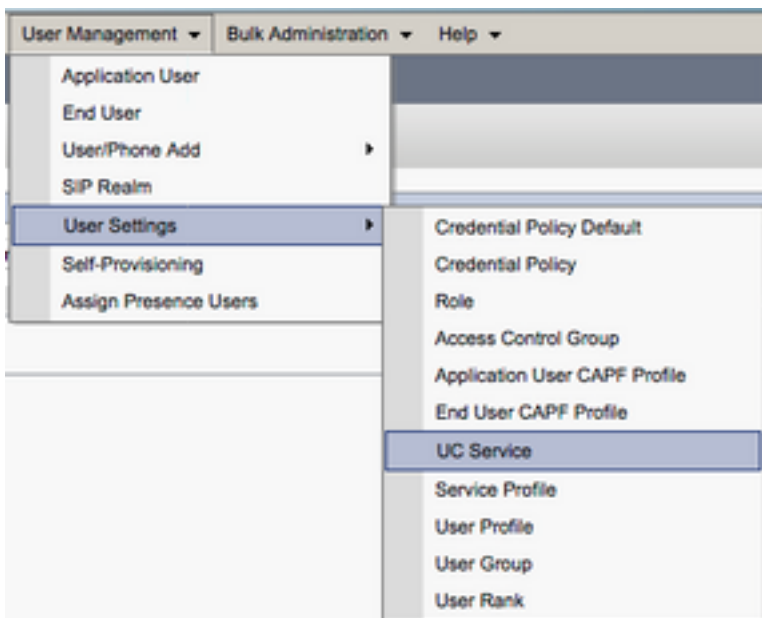 User Management Bulk Administration Help
Application User
End User
User/Phone Add
SIP Realm
User Settings
Self-Provisioning
Assign Presence Users
Credential Policy Default
Credential Policy
Role
Access Control Group
Application User CAPF Profile
End User CAPF Profile
UC Service
Service Profile
User Profile
User Group
User Rank